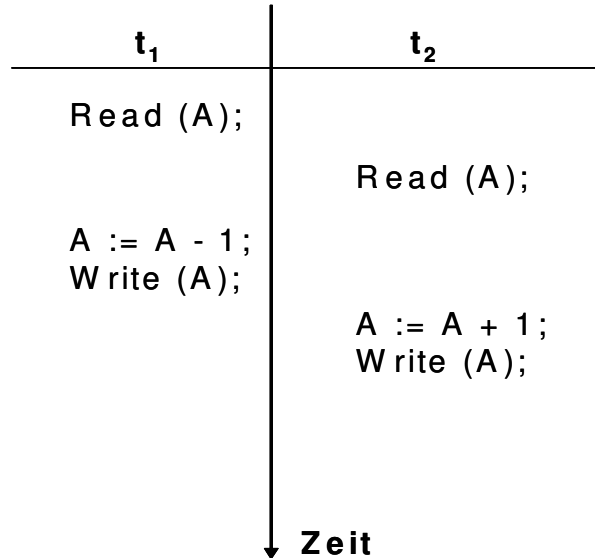 t1 t2
Read (A);
Read (A);
A := A - 1;
Write (A);
A := A + 1;
Write (A);
Zeit